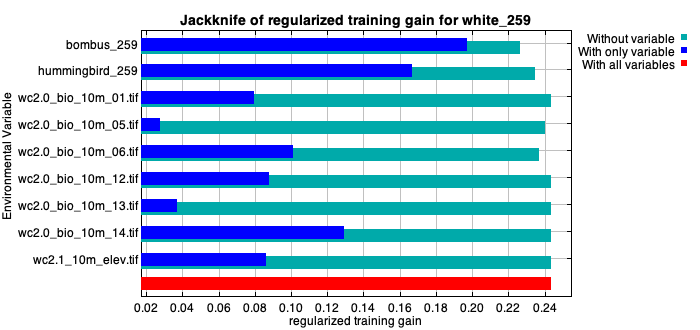 Jackknife of regularized training gain for white_259
Without variable
With only variable
With all variables
Environmental Variable
bombus_259
hummingbird_259
wc2.0_bio_10m_01.tif
wc2.0_bio_10m_05.tif
wc2.0_bio_10m_06.tif
wc2.0_bio_10m_12.tif
wc2.0_bio_10m_13.tif
wc2.0_bio_10m_14.tif
wc2.1_10m_elev.tif
0.02 0.04 0.06 0.08 0.10 0.12 0.14 0.16 0.18 0.20 0.22 0.24
regularized training gain